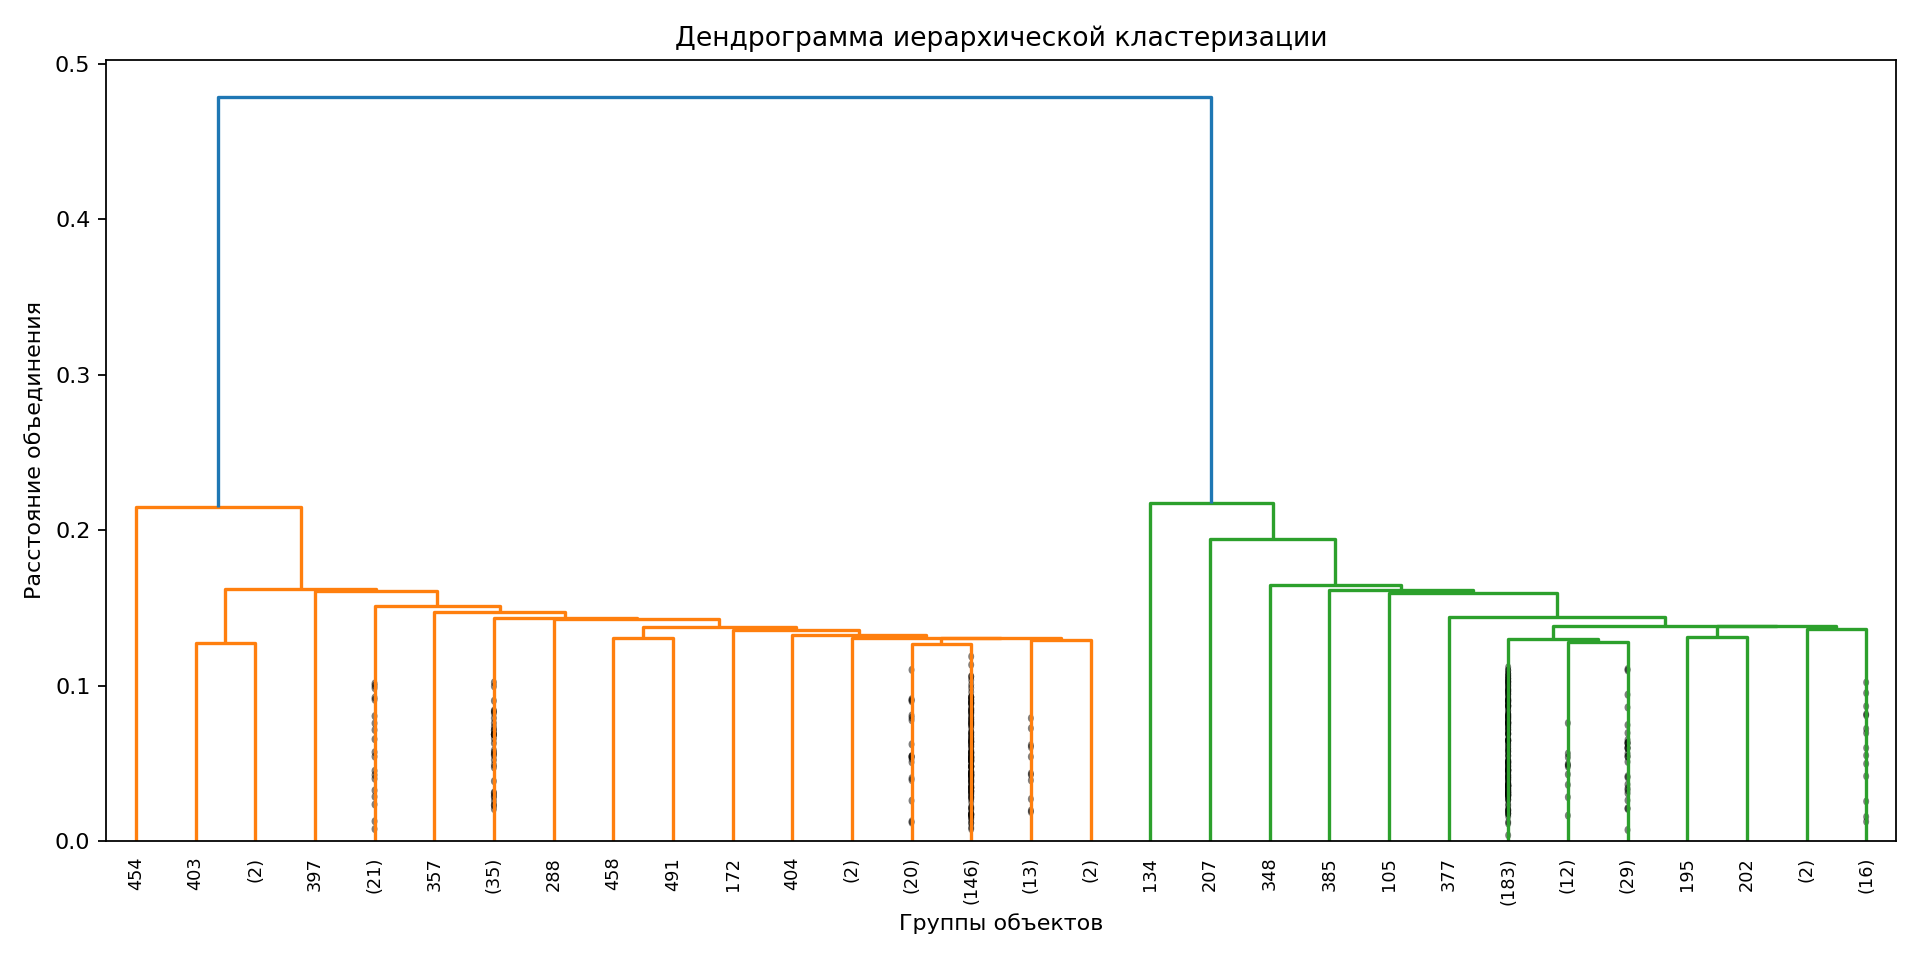 Дендрограмма иерархической кластеризации
0.5
0.4
0.3
0.2
0.1
0.0
Расстояние объединения
454 403 (2) 397 (21) 357 (35) 288 458 491 172 404 (2) (20) (146) (13) (2) 134 207 348 385 105 377 (183) (12) (29) 195 202 (2) (16)
Группы объектов